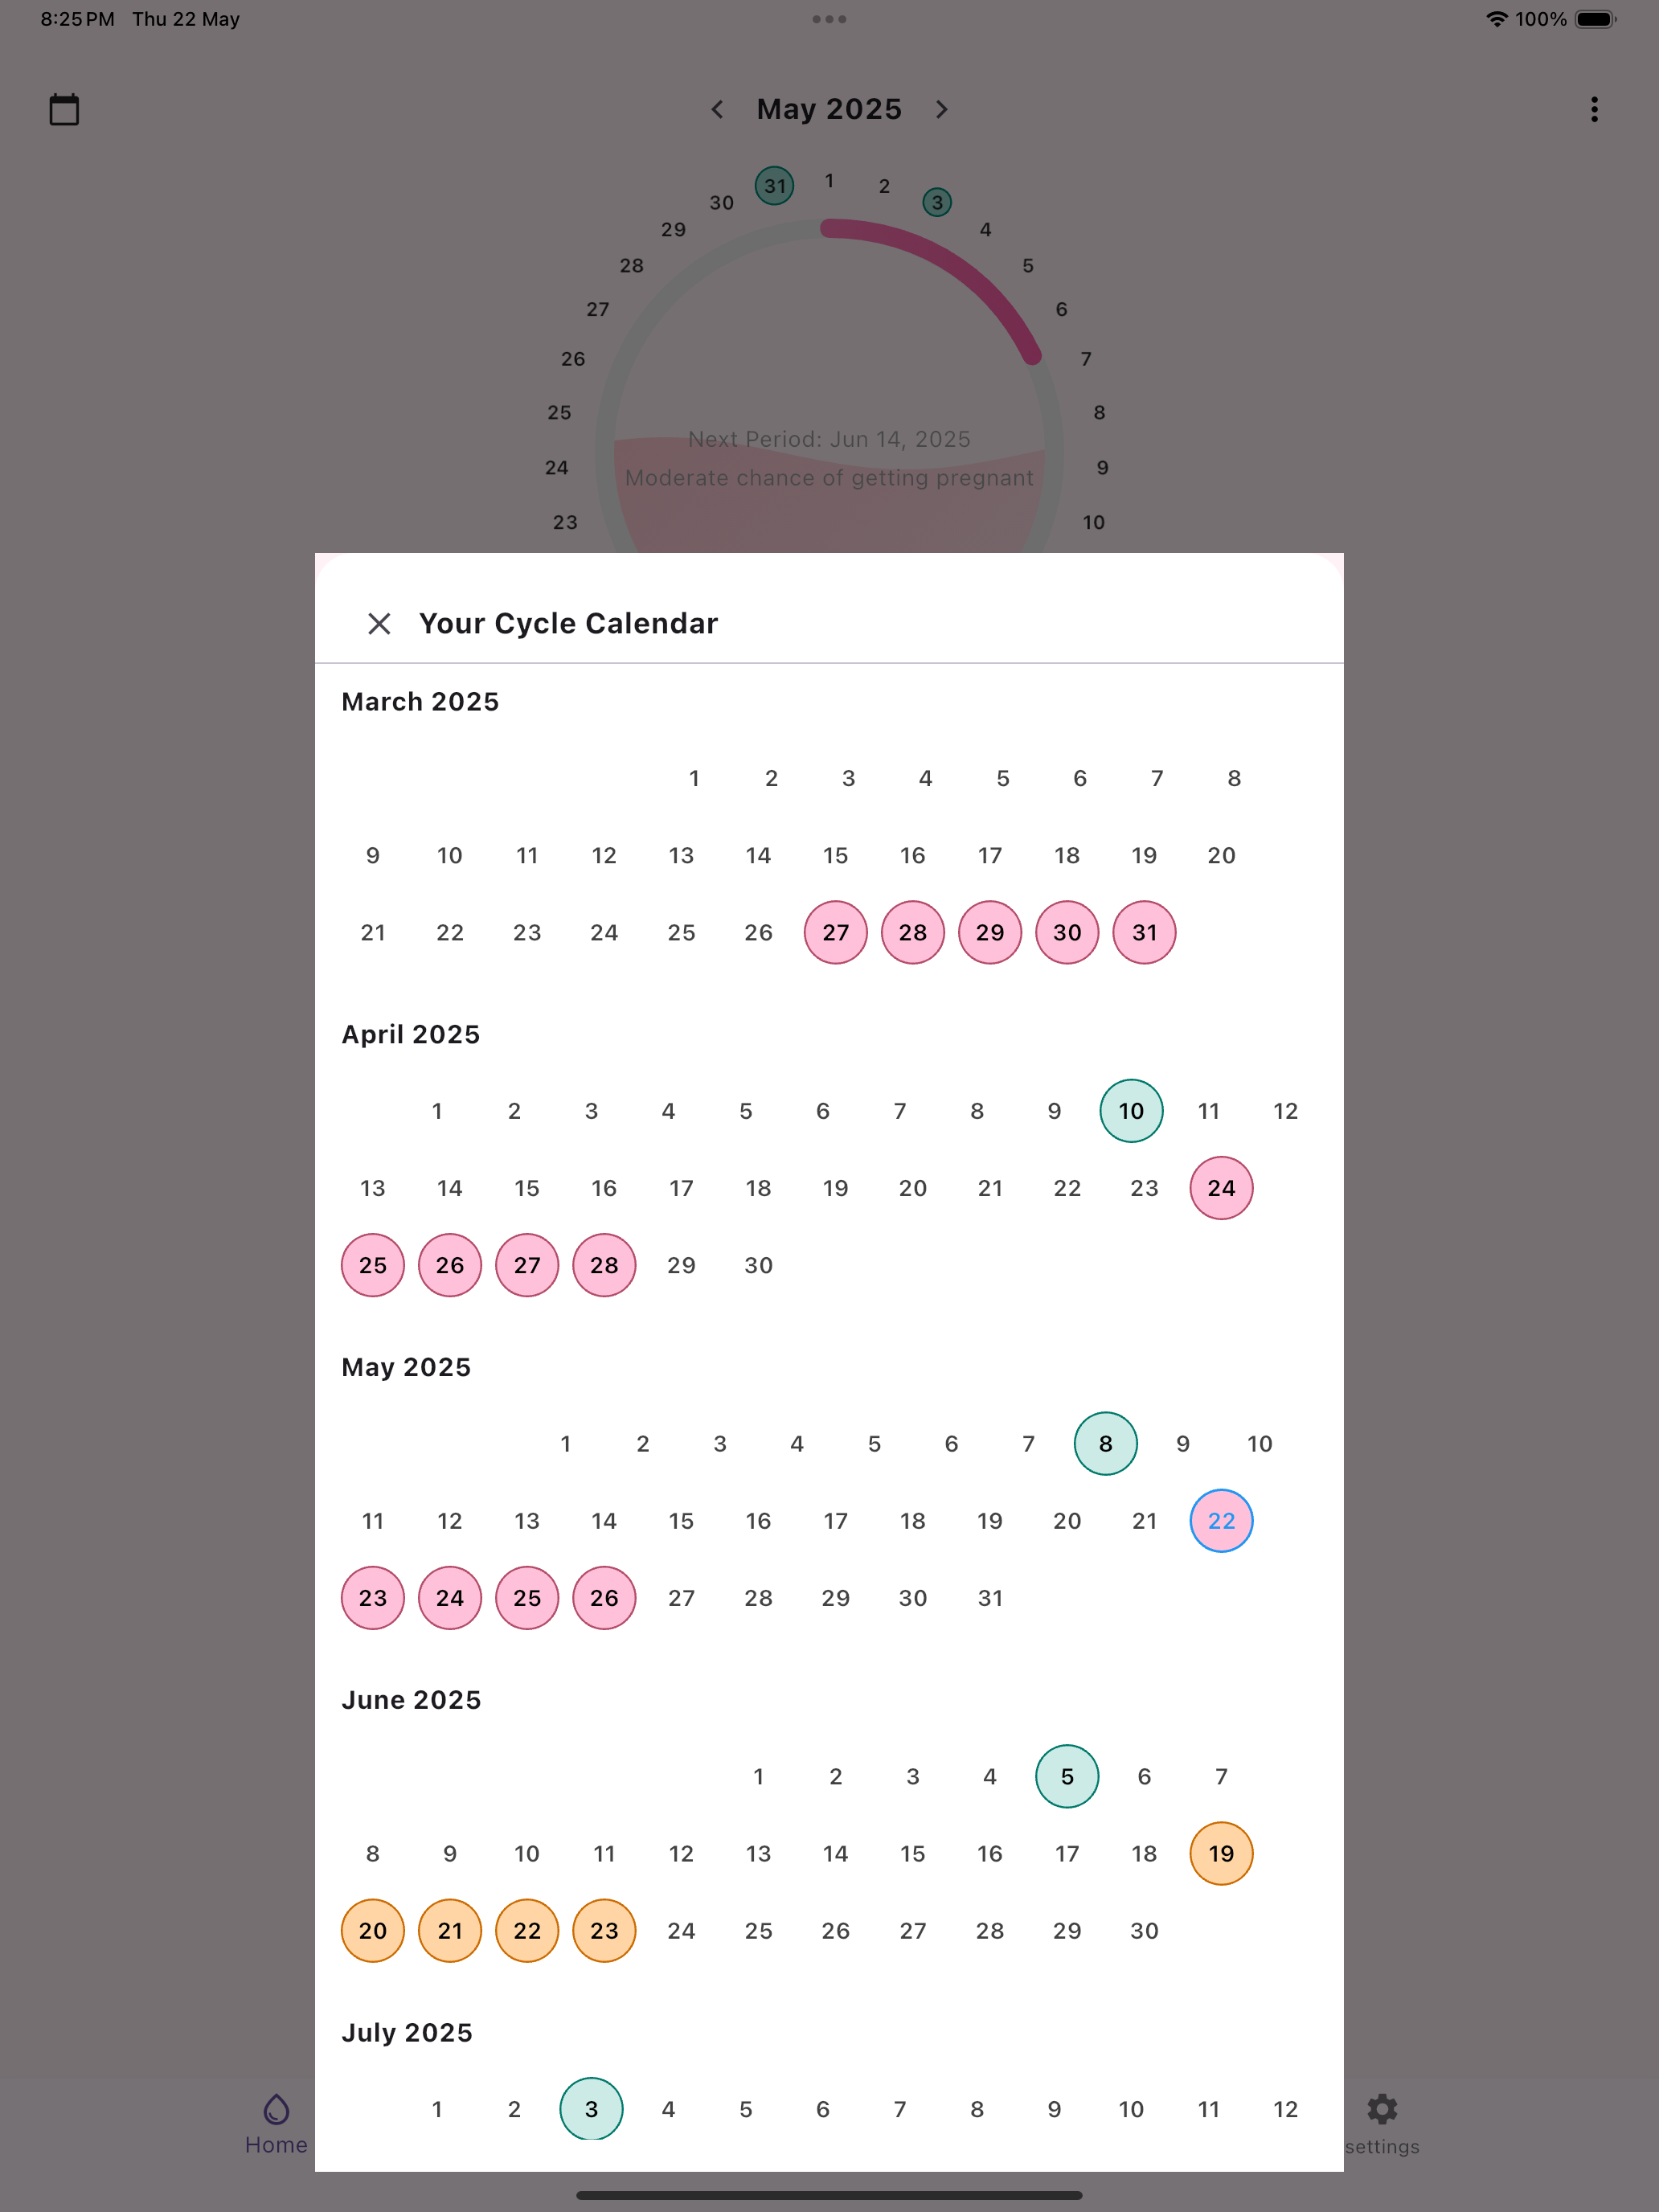 8:25 PM Thu 22 May 100%
May 2025
31 1 2 3
30 4
29 5
28 6
27 7
26 8
25 9
24 10
23
Next Period: Jun 14, 2025
Moderate chance of getting pregnant
Your Cycle Calendar
March 2025
1 2 3 4 5 6 7 8
9 10 11 12 13 14 15 16 17 18 19 20
21 22 23 24 25 26 27 28 29 30 31
April 2025
1 2 3 4 5 6 7 8 9 10 11 12
13 14 15 16 17 18 19 20 21 22 23 24
25 26 27 28 29 30
May 2025
1 2 3 4 5 6 7 8 9 10
11 12 13 14 15 16 17 18 19 20 21 22
23 24 25 26 27 28 29 30 31
June 2025
1 2 3 4 5 6 7
8 9 10 11 12 13 14 15 16 17 18 19
20 21 22 23 24 25 26 27 28 29 30
July 2025
1 2 3 4 5 6 7 8 9 10 11 12
Home settings